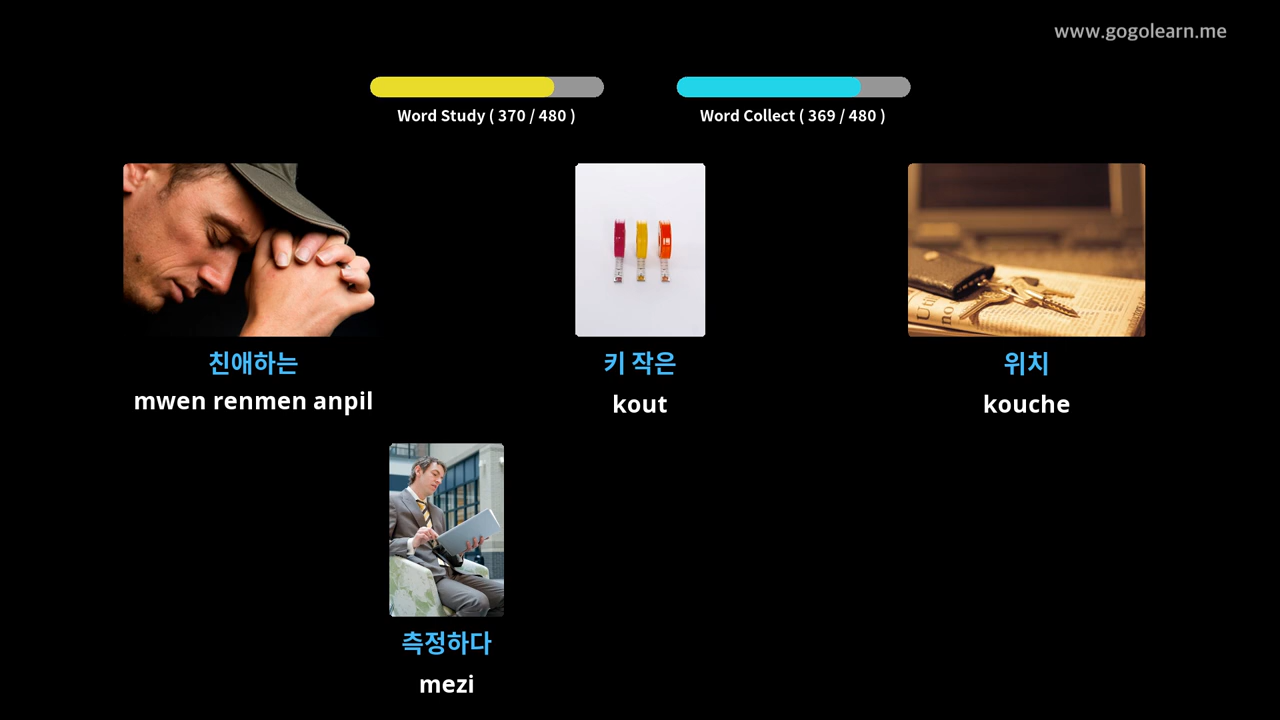 www.gogolearn.me
Word Study ( 370 / 480 )
Word Collect ( 369 / 480 )
친애하는
mwen renmen anpil
키 작은
kout
위치
kouche
측정하다
mezi